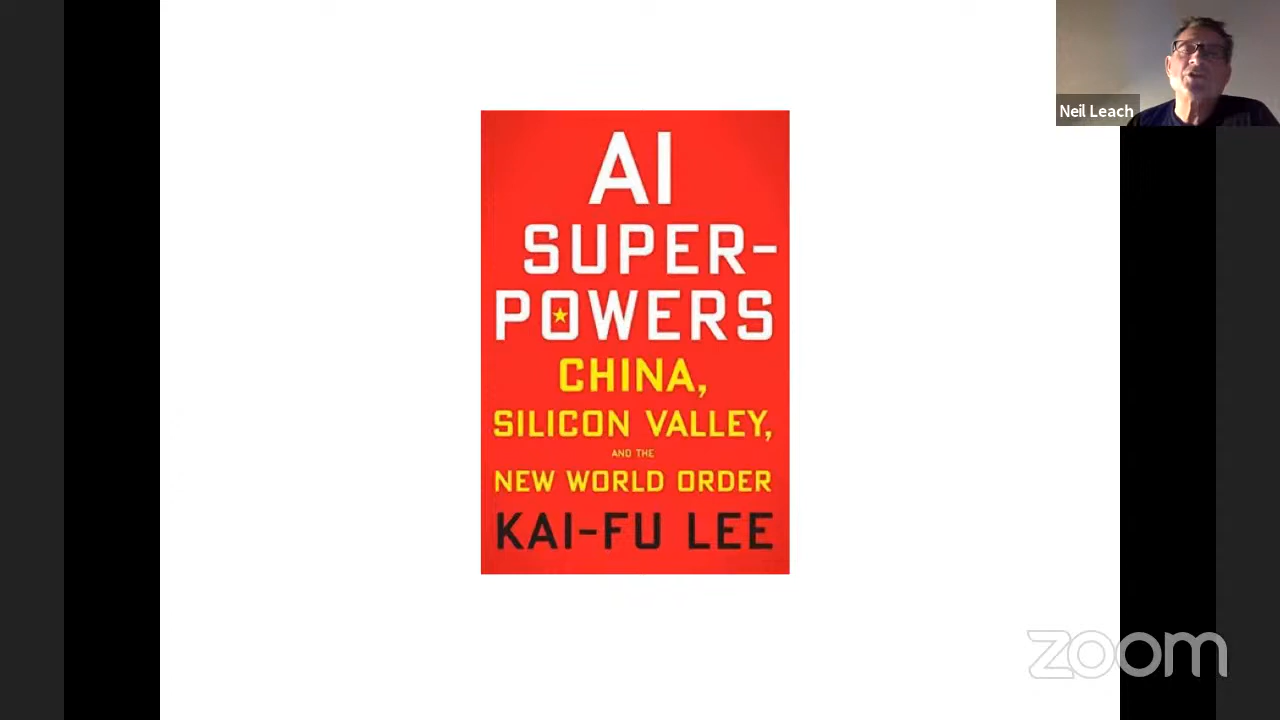 AI
SUPER-
POWERS
CHINA,
SILICON VALLEY,
AND THE
NEW WORLD ORDER
KAI-FU LEE
Neil Leach
zoom